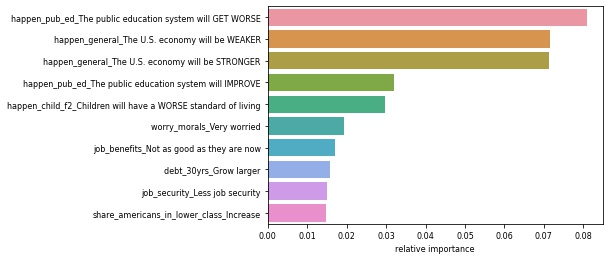 happen_pub_ed_The public education system will GET WORSE
happen_general_The U.S. economy will be WEAKER
happen_general_The U.S. economy will be STRONGER
happen_pub_ed_The public education system will IMPROVE
happen_child_f2_Children will have a WORSE standard of living
worry_morals_Very worried
job_benefits_Not as good as they are now
debt_30yrs_Grow larger
job_security_Less job security
share_americans_in_lower_class_Increase
0.00 0.01 0.02 0.03 0.04 0.05 0.06 0.07 0.08
relative importance